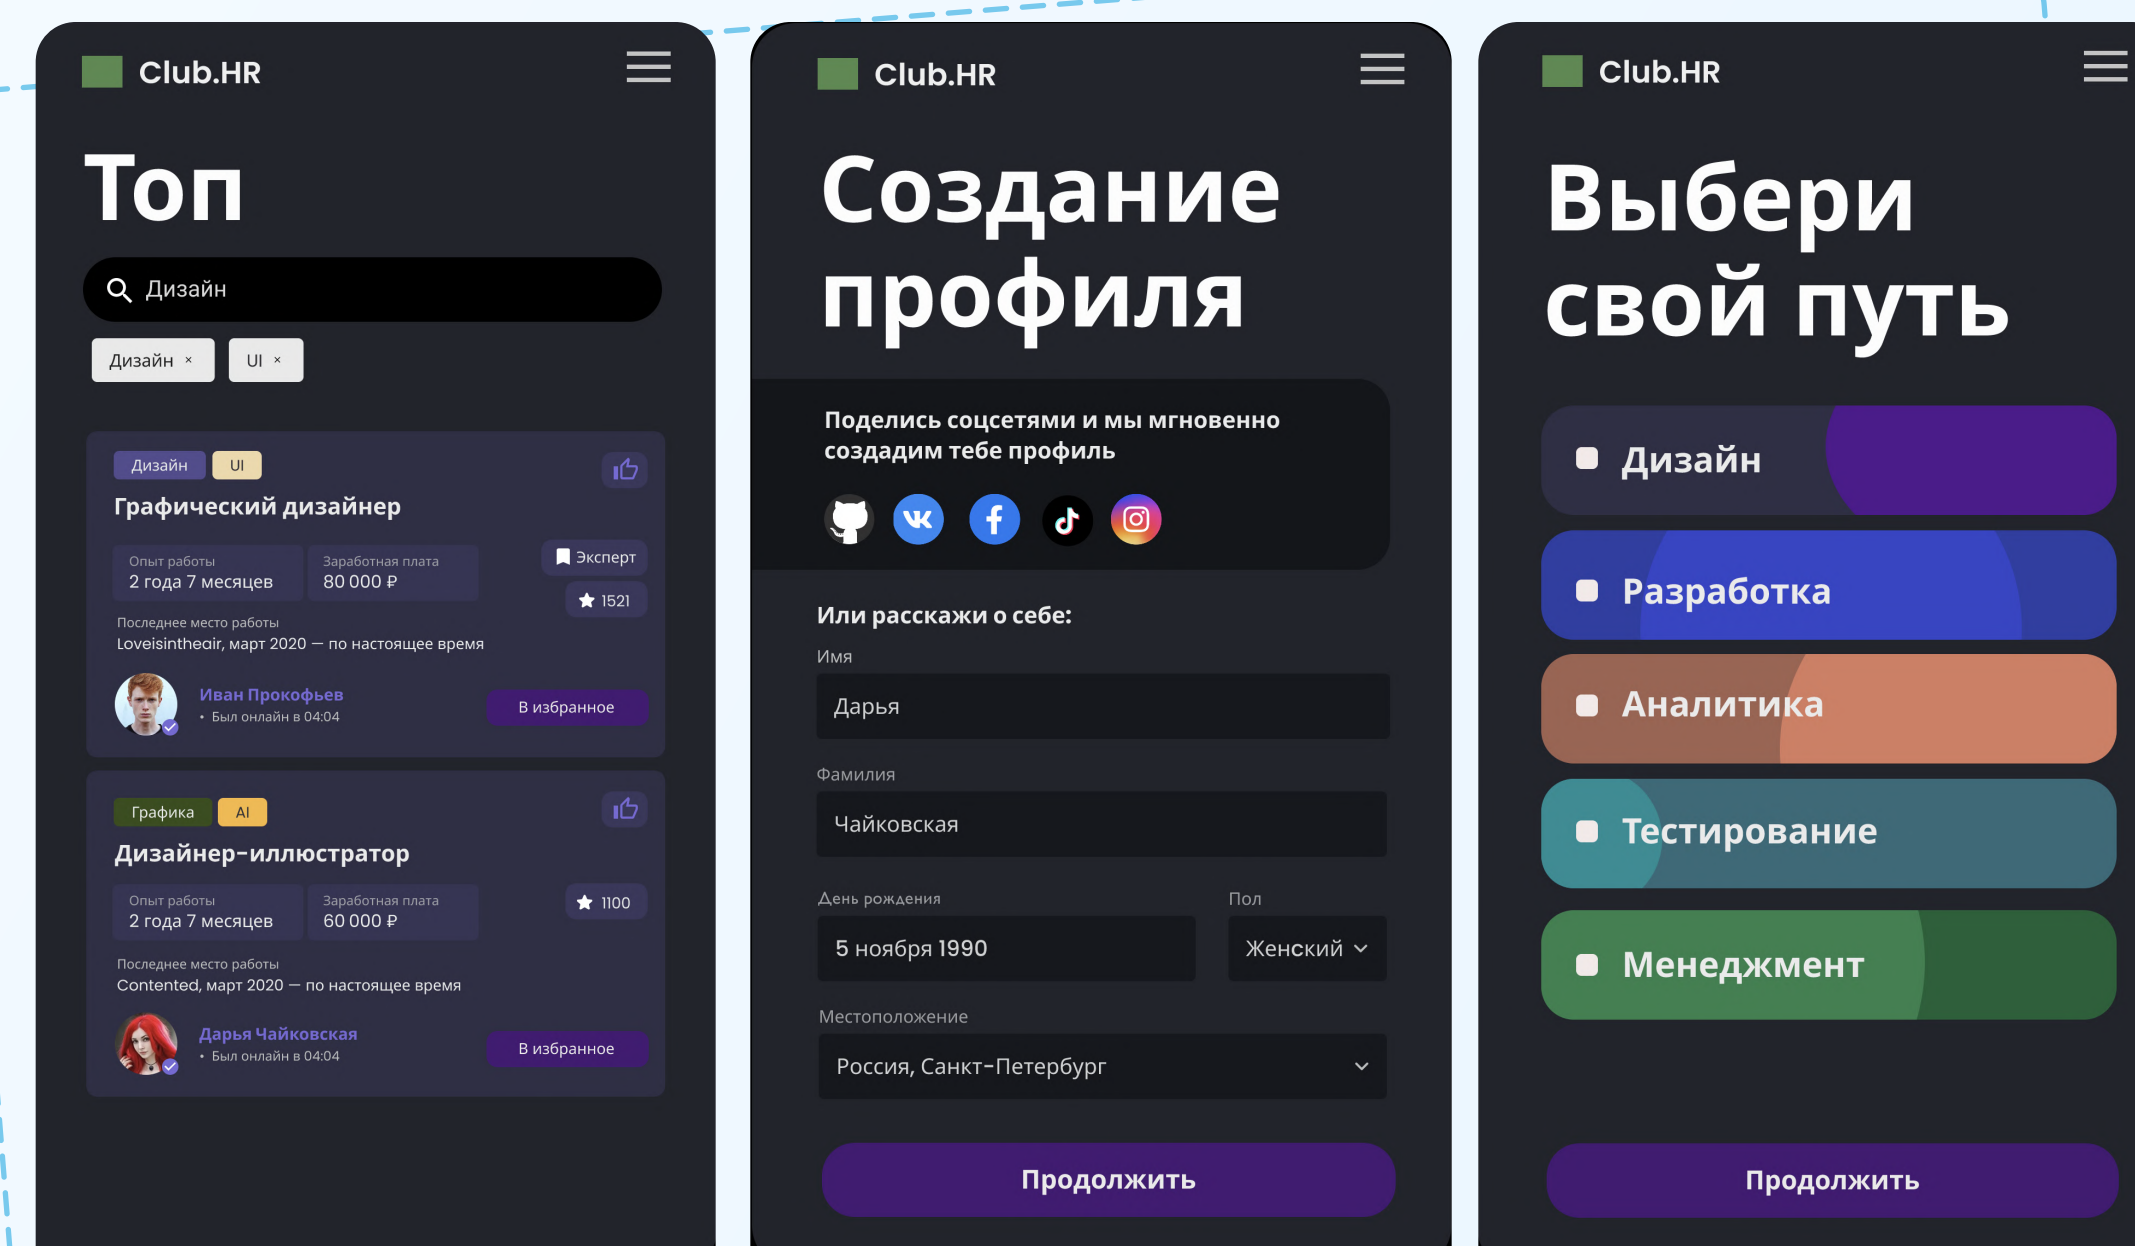 Club.HR
Топ
Дизайн
Дизайн × UI ×
Дизайн UI
Графический дизайнер
Опыт работы Заработная плата
2 года 7 месяцев 80 000 ₽
Эксперт
1521
Последнее место работы
Loveisintheair, март 2020 — по настоящее время
Иван Прокофьев
• Был онлайн в 04:04
В избранное
Графика AI
Дизайнер-иллюстратор
Опыт работы Заработная плата
2 года 7 месяцев 60 000 ₽
1100
Последнее место работы
Contented, март 2020 — по настоящее время
Дарья Чайковская
• Был онлайн в 04:04
В избранное
Club.HR
Создание
профиля
Поделись соцсетями и мы мгновенно
создадим тебе профиль
Или расскажи о себе:
Имя
Дарья
Фамилия
Чайковская
День рождения Пол
5 ноября 1990 Женский
Местоположение
Россия, Санкт-Петербург
Продолжить
Club.HR
Выбери
свой путь
Дизайн
Разработка
Аналитика
Тестирование
Менеджмент
Продолжить